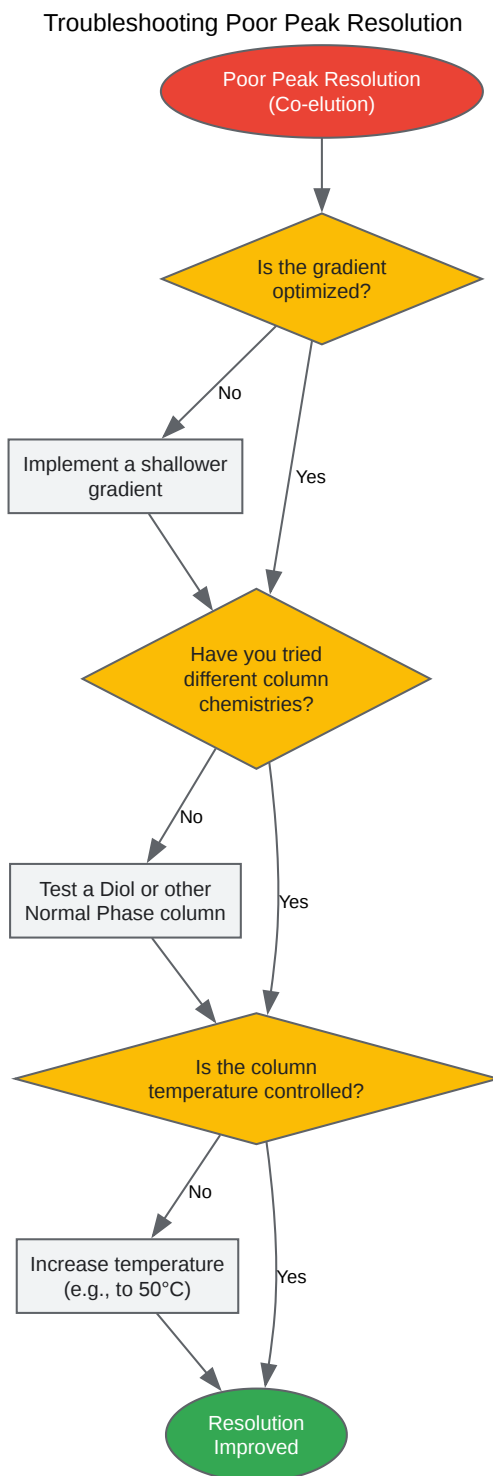 Troubleshooting Poor Peak Resolution
Poor Peak Resolution
(Co-elution)
Is the gradient
optimized?
No
Yes
Implement a shallower
gradient
Have you tried
different column
chemistries?
No
Yes
Test a Diol or other
Normal Phase column
Is the column
temperature controlled?
No
Yes
Increase temperature
(e.g., to 50°C)
Resolution
Improved